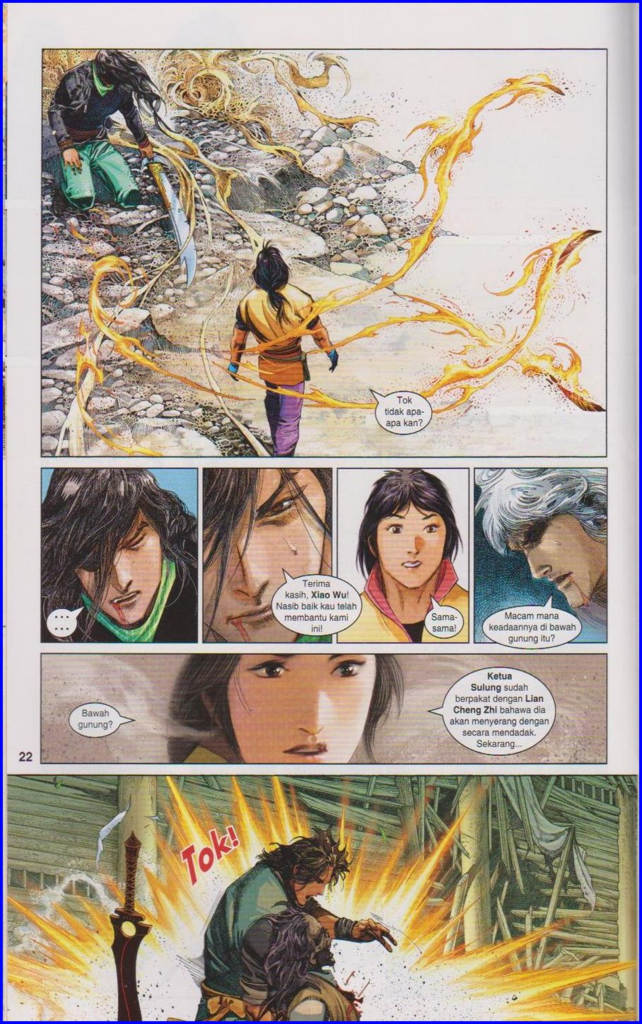 Tok
tidak apa-
apa kan?
...
...
Terima
kasih, Xiao Wu!
Nasib baik kau telah
membantu kami
ini!
Sama-
sama!
Macam mana
keadaannya di bawah
gunung itu?
Bawah
gunung?
Ketua
Sulung sudah
berpakat dengan Lian
Cheng Zhi bahawa dia
akan menyerang dengan
secara mendadak.
Sekarang...
22
Tok!